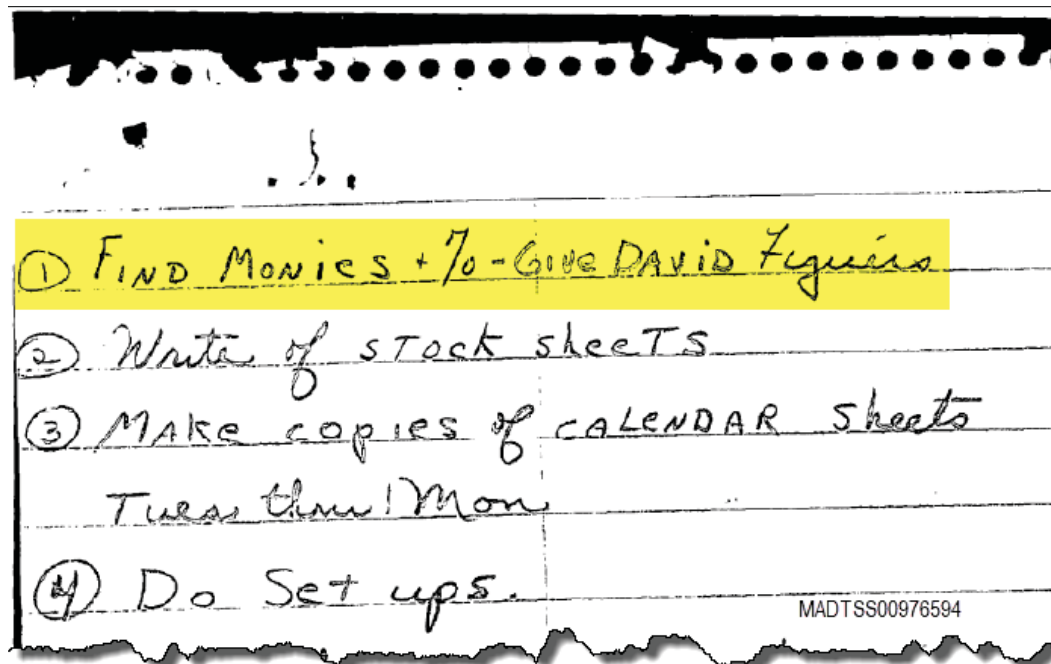 ① FIND MONIES + % - GIVE DAVID Figures
② Write of STOCK sheeTS
③ MAKE copies of CALENDAR Sheets
Tues thru Mon
④ Do Set ups.
MADTSS00976594